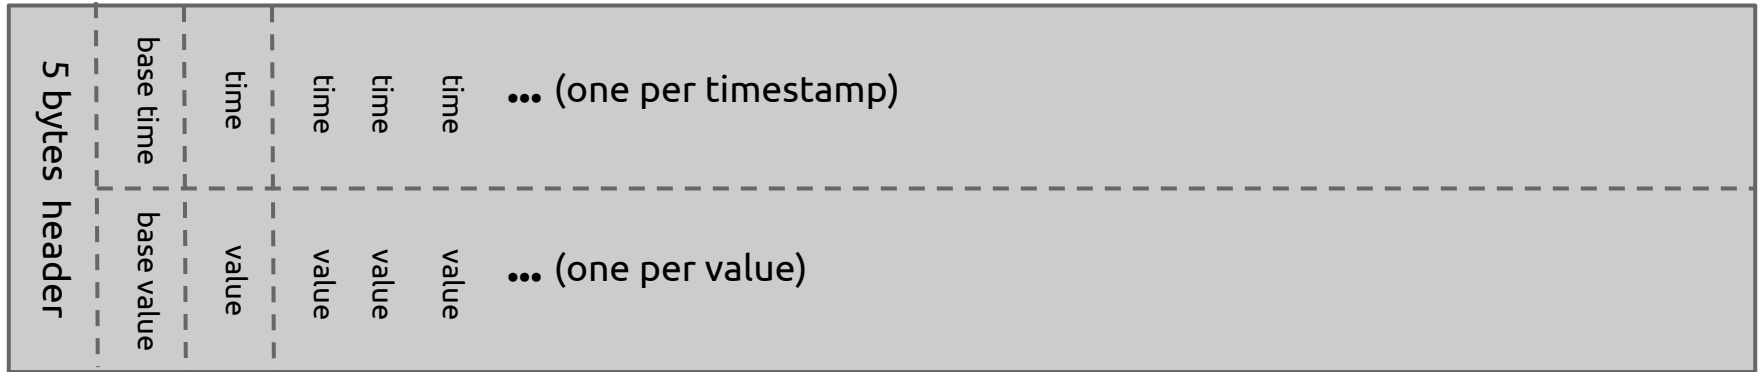 5 bytes header
base time
time
time
time
time
... (one per timestamp)
base value
value
value
value
value
... (one per value)